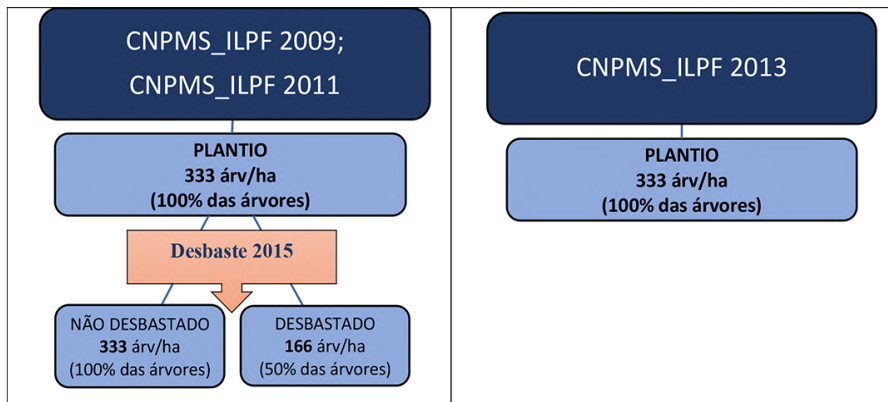 CNPMS_ILPF 2009;
CNPMS_ILPF 2011
PLANTIO
333 árv/ha
(100% das árvores)
Desbaste 2015
NÃO DESBASTADO
333 árv/ha
(100% das árvores)
DESBASTADO
166 árv/ha
(50% das árvores)
CNPMS_ILPF 2013
PLANTIO
333 árv/ha
(100% das árvores)